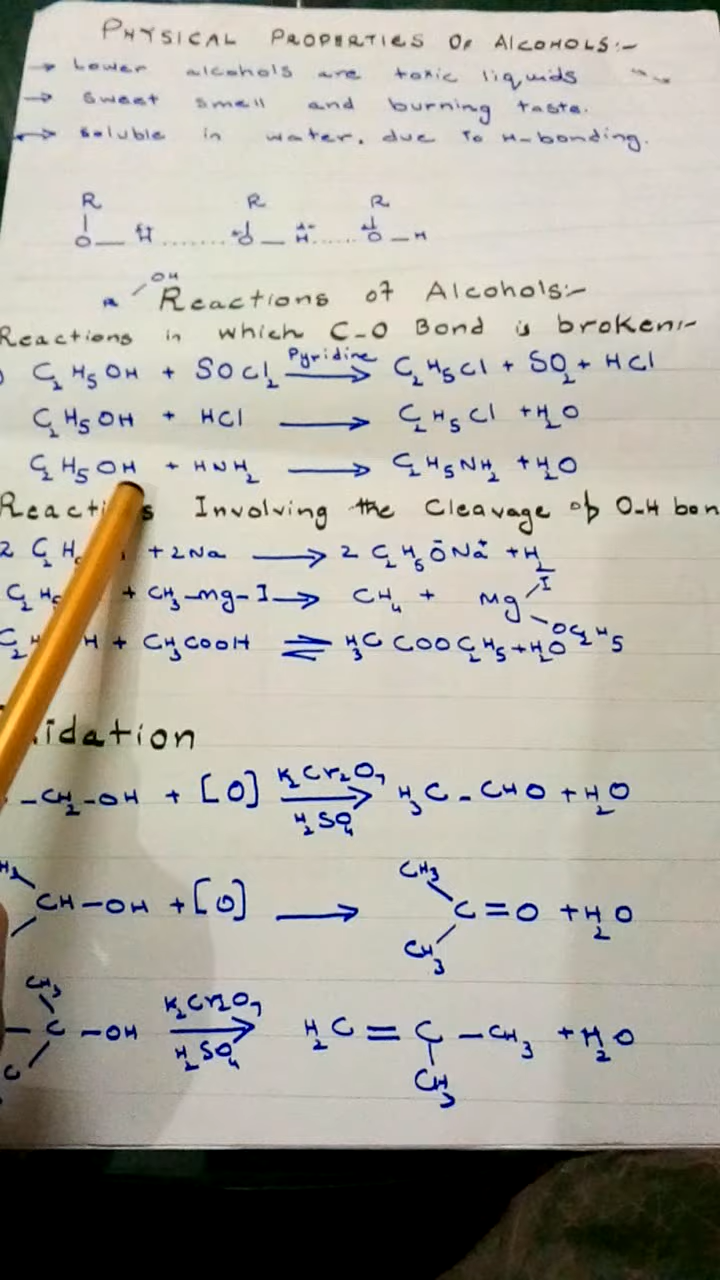 PHYSICAL PROPERTIES OF AlCOHOLS:-
→ Lower alcohols are toxic liquids
→ sweet smell and burning taste.
→ soluble in water, due to H-bonding.
R R R
O — H ........ O — H ...... O — H
OH
Reactions of Alcohols:-
Reactions in which C-O Bond is broken:-
C2H5OH + SOCl2 Pyridine → C2H5Cl + SO2 + HCl
C2H5OH + HCl → C2H5Cl + H2O
C2H5OH + HNH2 → C2H5NH2 + H2O
Involving the Cleavage of O-H bon
2 + 2Na → 2 C2H5ŌNa⁺ + H2
+ CH3-mg-I → CH4 + Mg I
OC2H5
H + CH3COOH ⇌ H3C COOC2H5 + H2O
idation
-CH2-OH + [O] K2Cr2O7 → H3C-CHO + H2O
H2SO4
CH3
CH-OH + [O] → C=O + H2O
CH3
CH3
C-OH K2Cr2O7 → H2C=C-CH3 + H2O
H2SO4
CH3